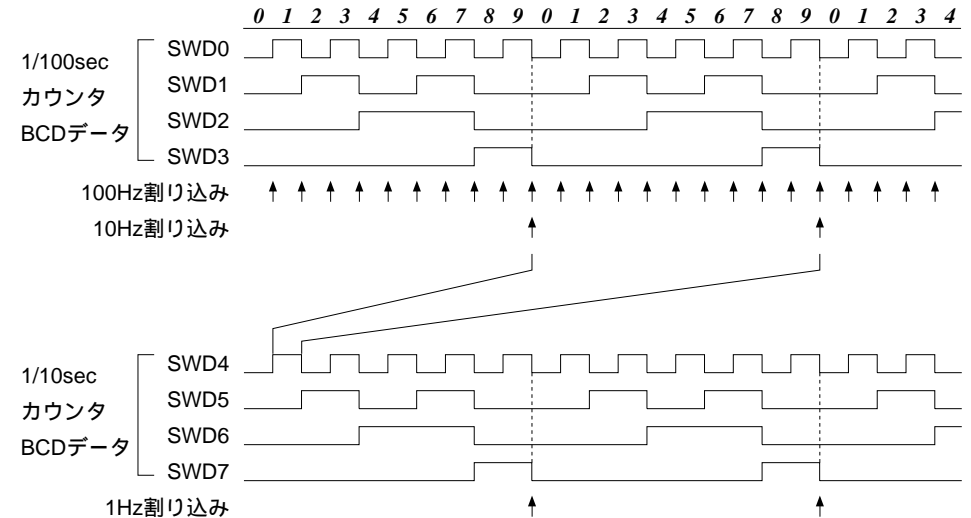 0 1 2 3 4 5 6 7 8 9 0 1 2 3 4 5 6 7 8 9 0 1 2 3 4
1/100sec
カウンタ
BCDデータ
SWD0
SWD1
SWD2
SWD3
100Hz割り込み
10Hz割り込み
1/10sec
カウンタ
BCDデータ
SWD4
SWD5
SWD6
SWD7
1Hz割り込み